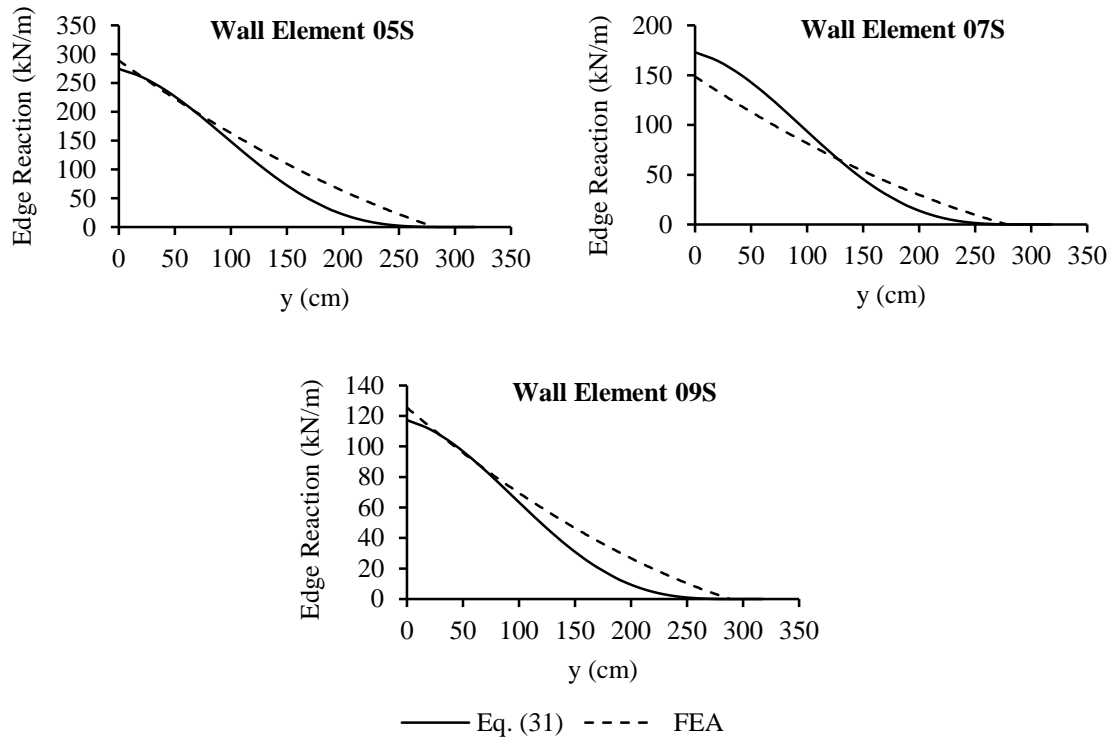 Wall Element 05S
Edge Reaction (kN/m)
350
300
250
200
150
100
50
0
0 50 100 150 200 250 300 350
y (cm)
Wall Element 07S
Edge Reaction (kN/m)
200
150
100
50
0
0 50 100 150 200 250 300 350
y (cm)
Wall Element 09S
Edge Reaction (kN/m)
140
120
100
80
60
40
20
0
0 50 100 150 200 250 300 350
y (cm)
Eq. (31) FEA